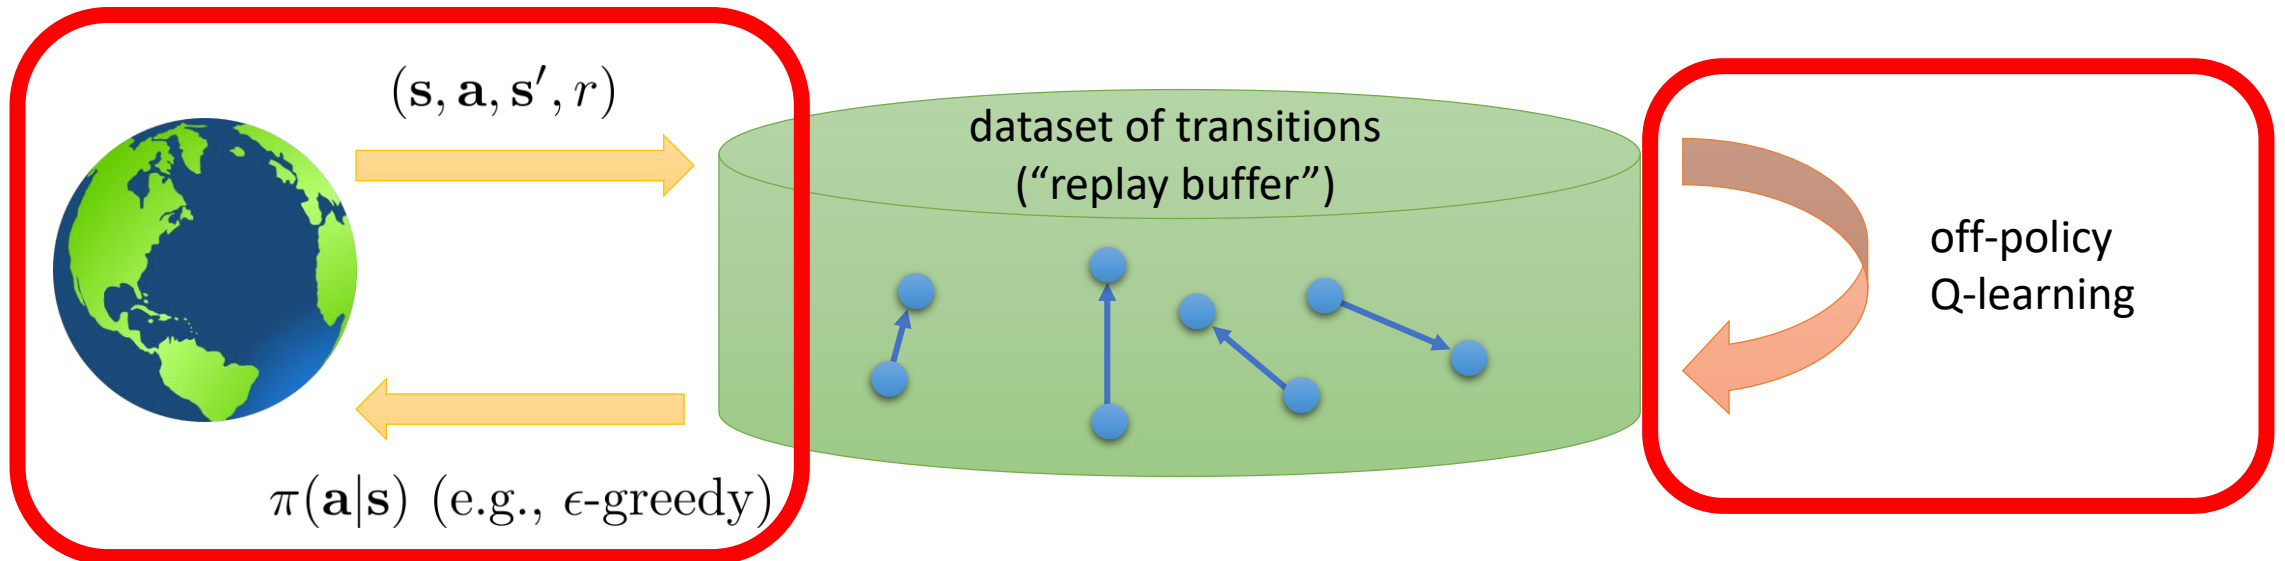 (s, a, s′, r)
dataset of transitions
(“replay buffer”)
off-policy
Q-learning
π(a|s) (e.g., ϵ-greedy)